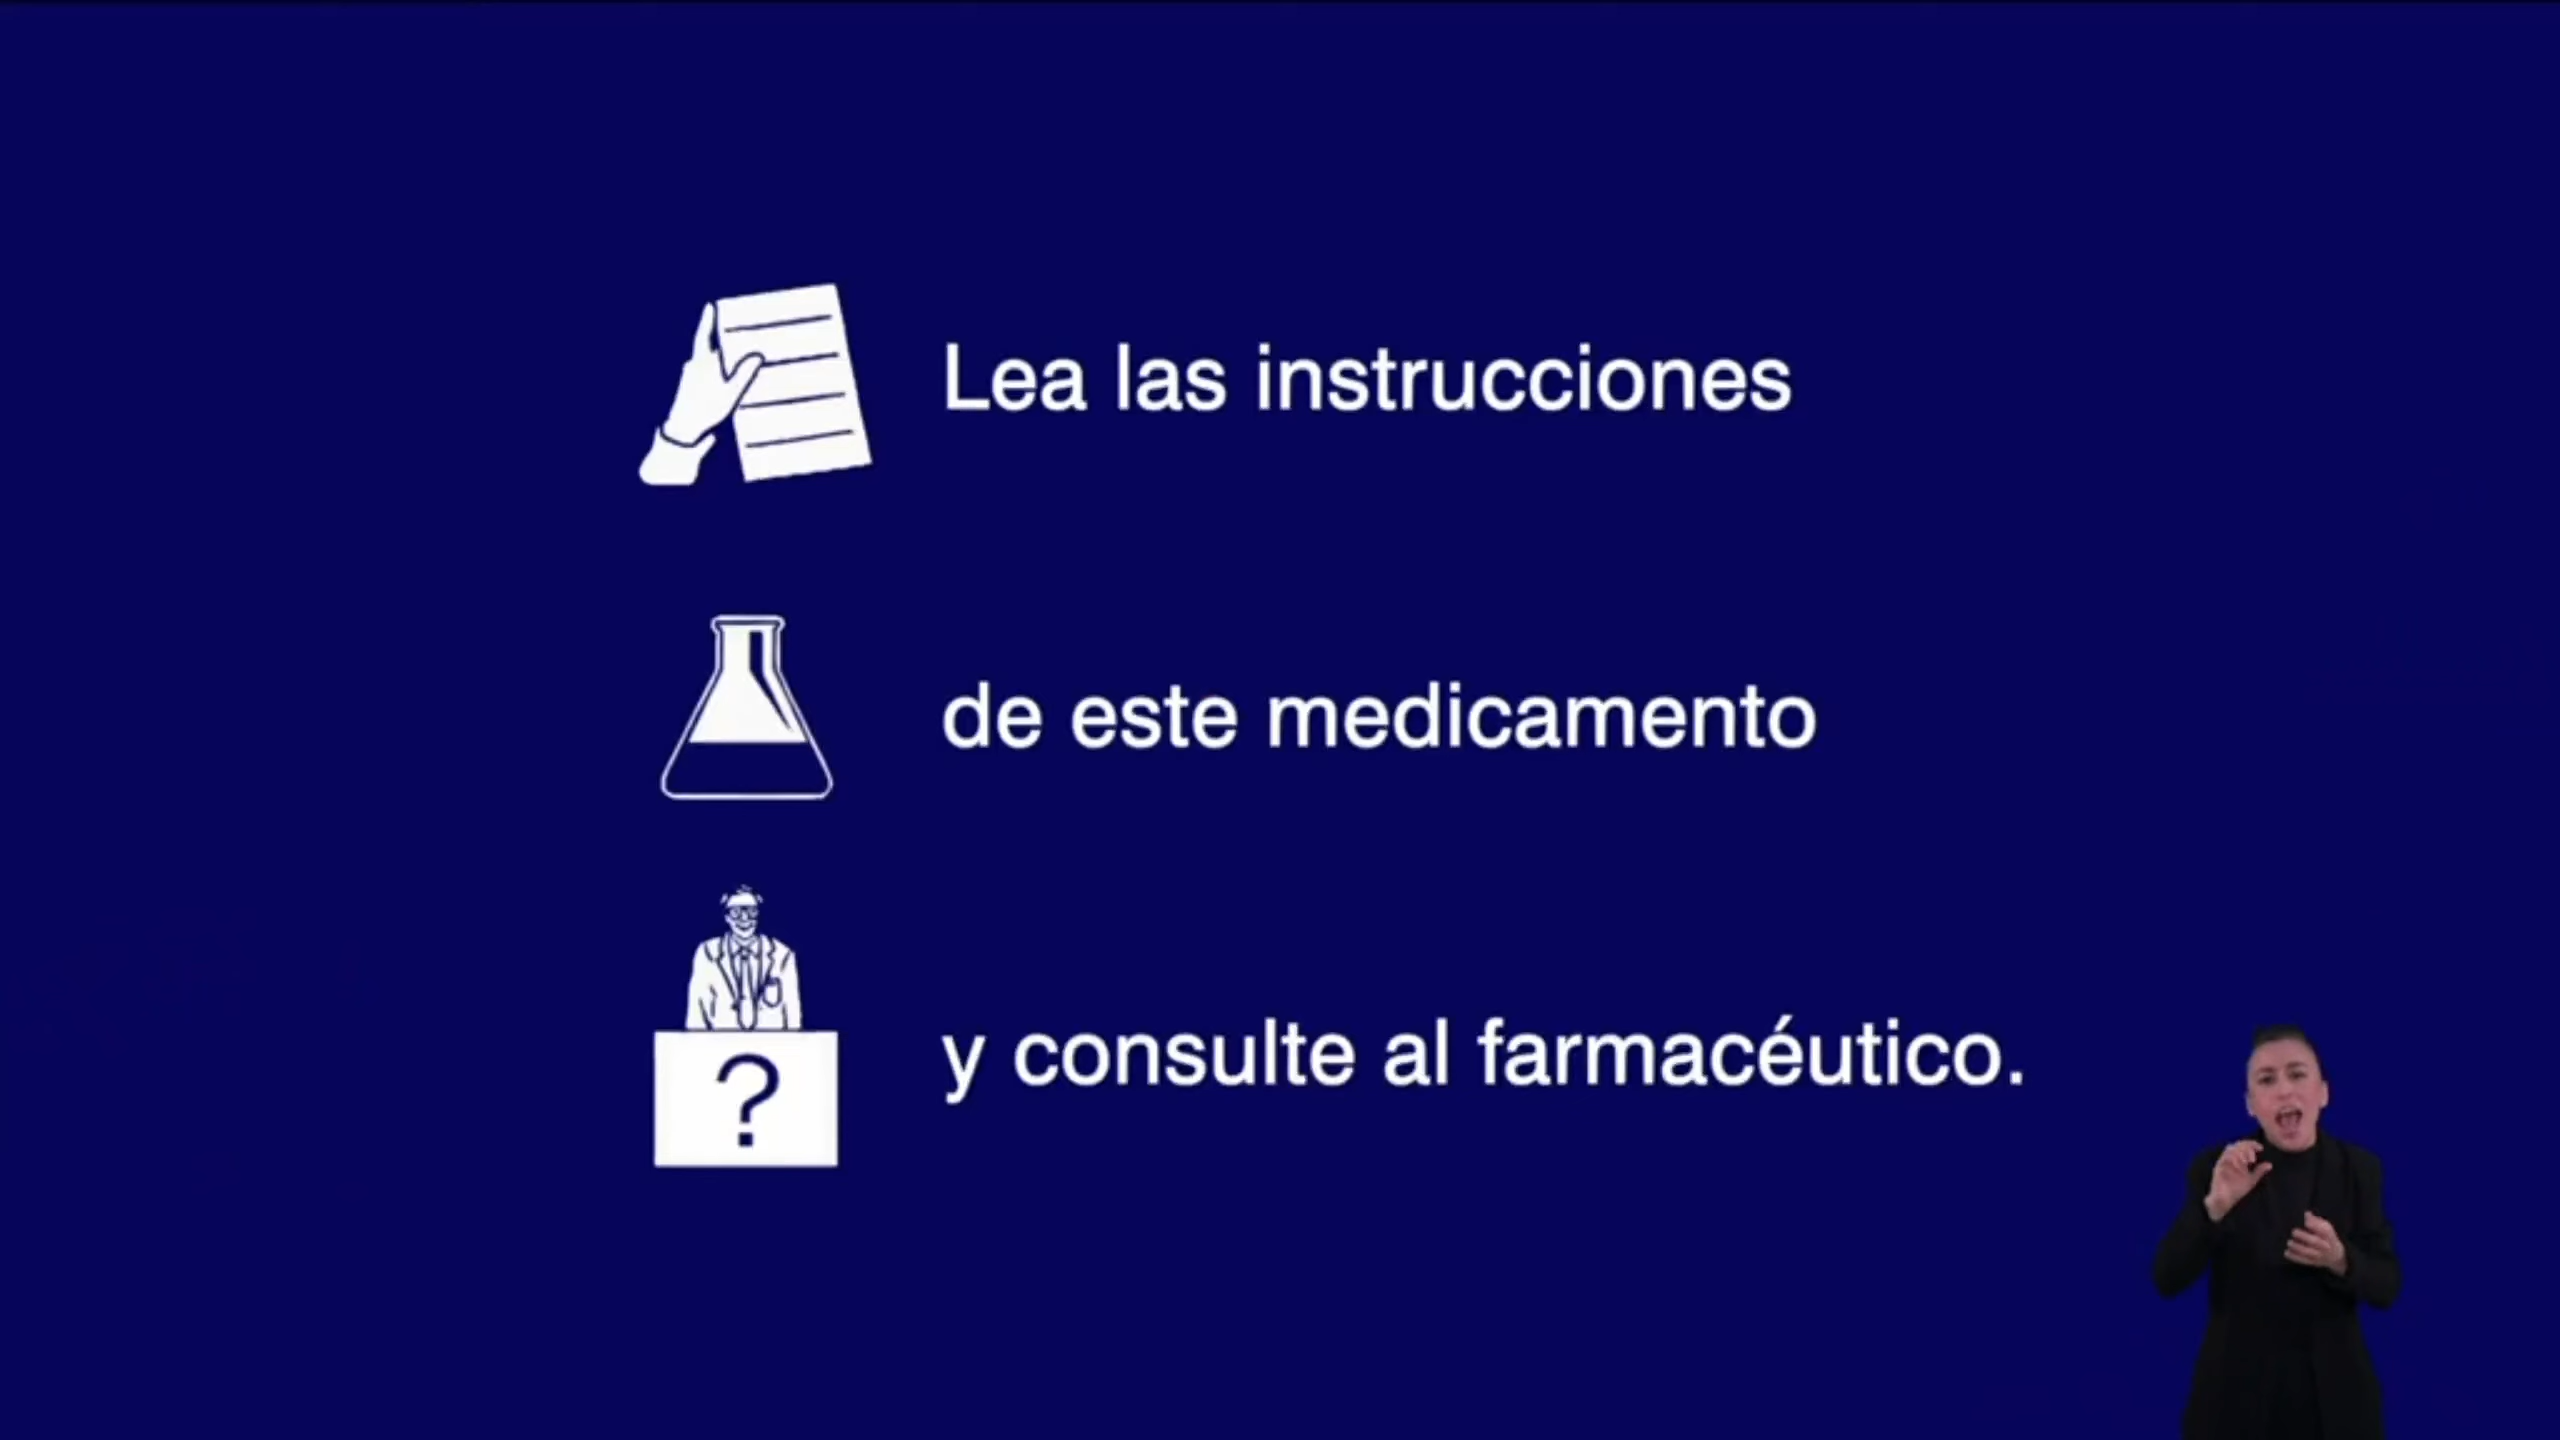 Lea las instrucciones
de este medicamento
y consulte al farmacéutico.
?